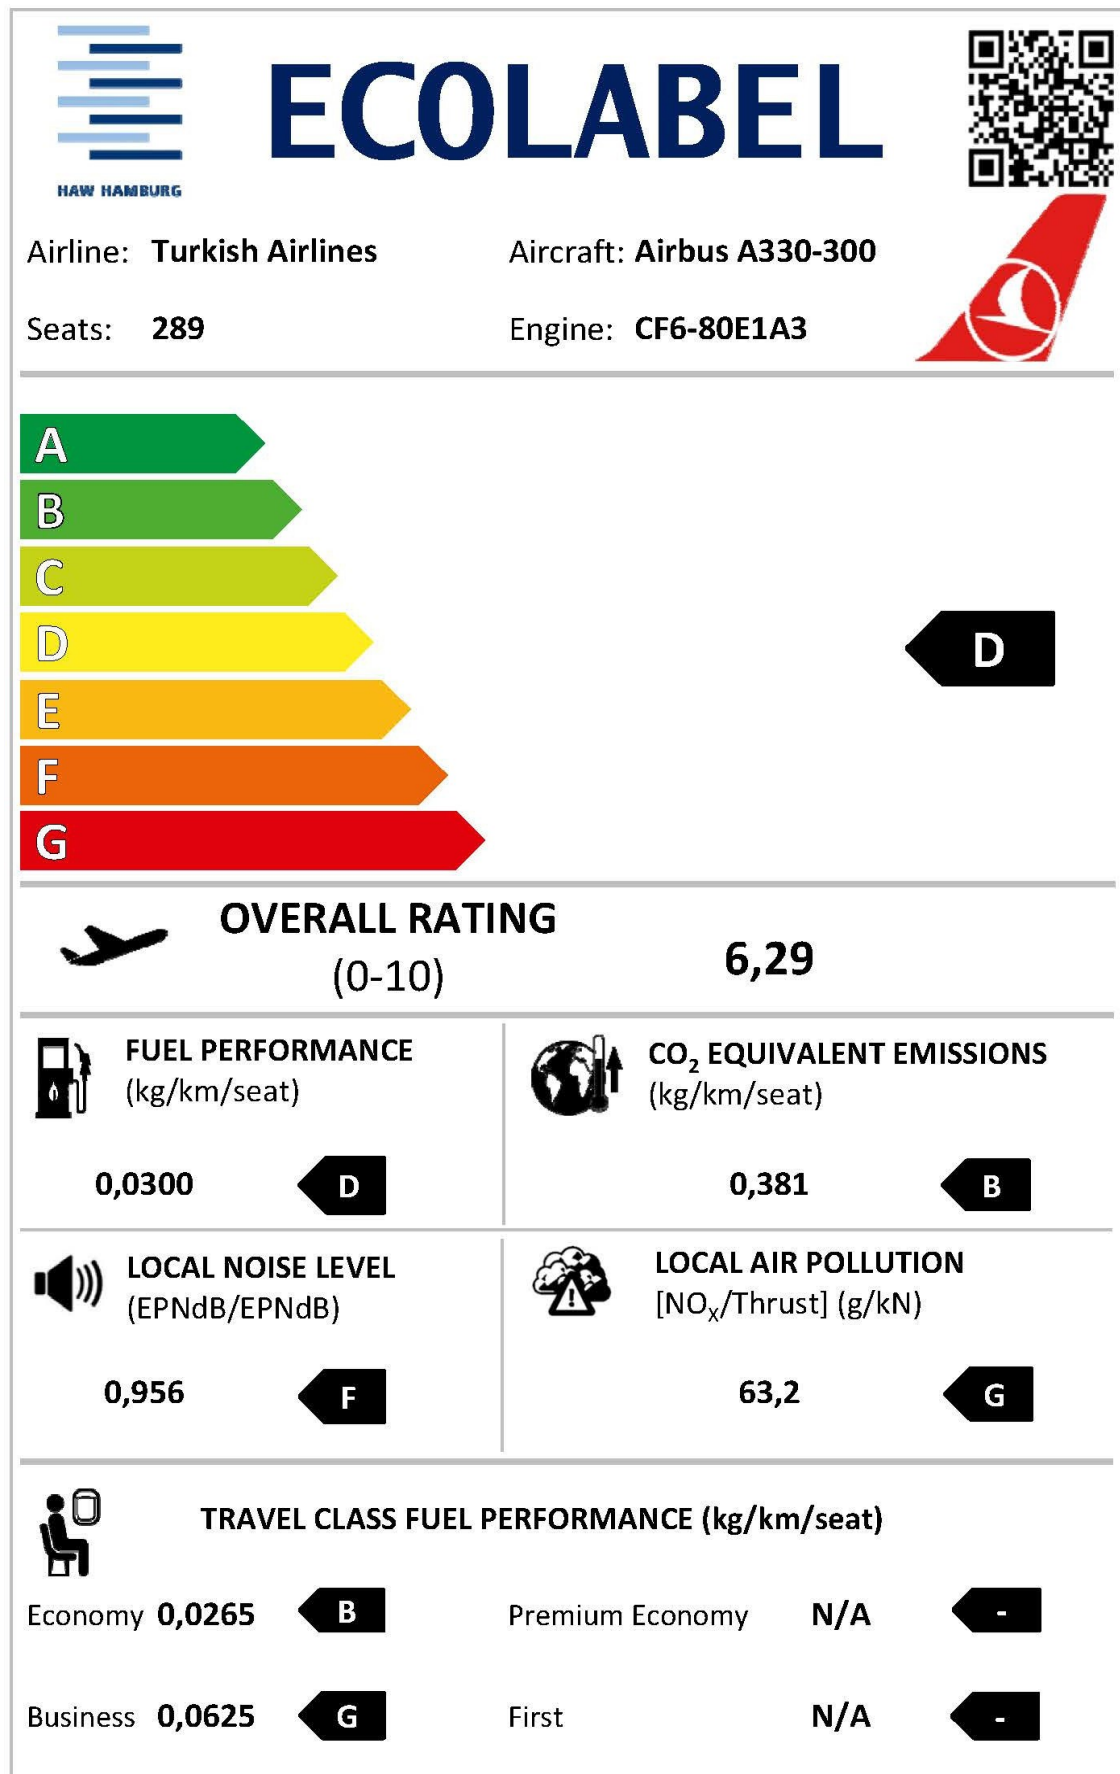 ECOLABEL
HAW HAMBURG
Airline: Turkish Airlines Aircraft: Airbus A330-300
Seats: 289 Engine: CF6-80E1A3
A
B
C
D
D
E
F
G
OVERALL RATING
(0-10)
6,29
FUEL PERFORMANCE
(kg/km/seat)
0,0300 D
CO₂ EQUIVALENT EMISSIONS
(kg/km/seat)
0,381 B
LOCAL NOISE LEVEL
(EPNdB/EPNdB)
0,956 F
LOCAL AIR POLLUTION
[NOₓ/Thrust] (g/kN)
63,2 G
TRAVEL CLASS FUEL PERFORMANCE (kg/km/seat)
Economy 0,0265 B Premium Economy N/A -
Business 0,0625 G First N/A -